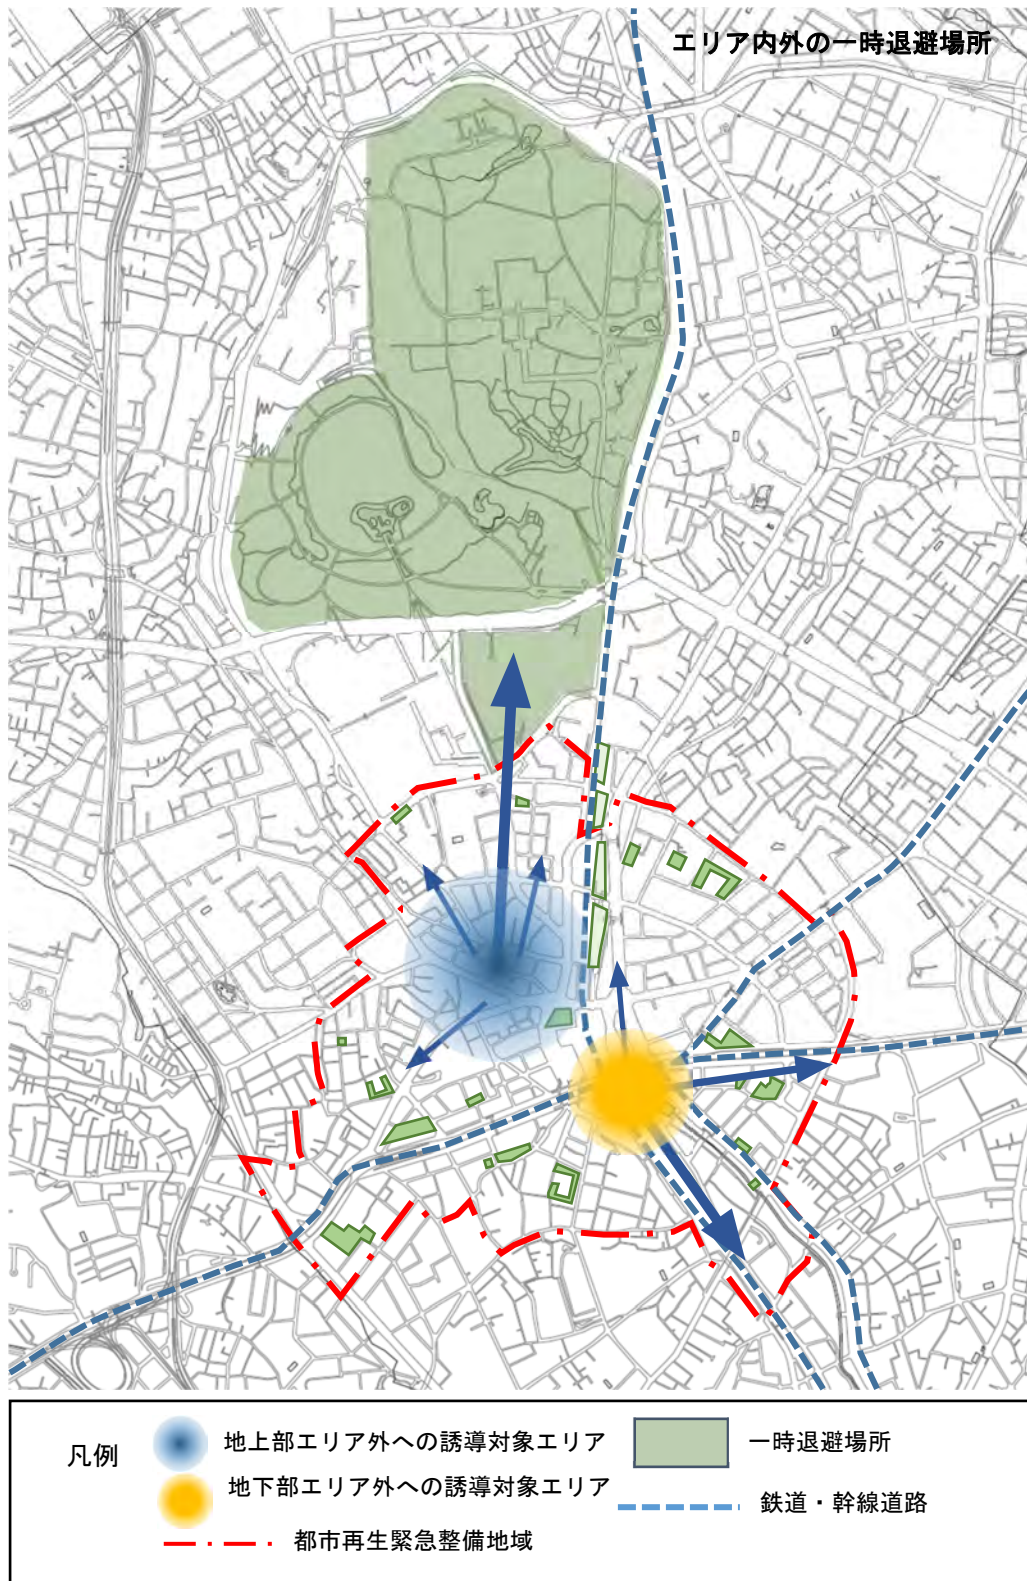 エリア内外の一時退避場所
凡例
地上部エリア外への誘導対象エリア
一時退避場所
地下部エリア外への誘導対象エリア
鉄道・幹線道路
都市再生緊急整備地域